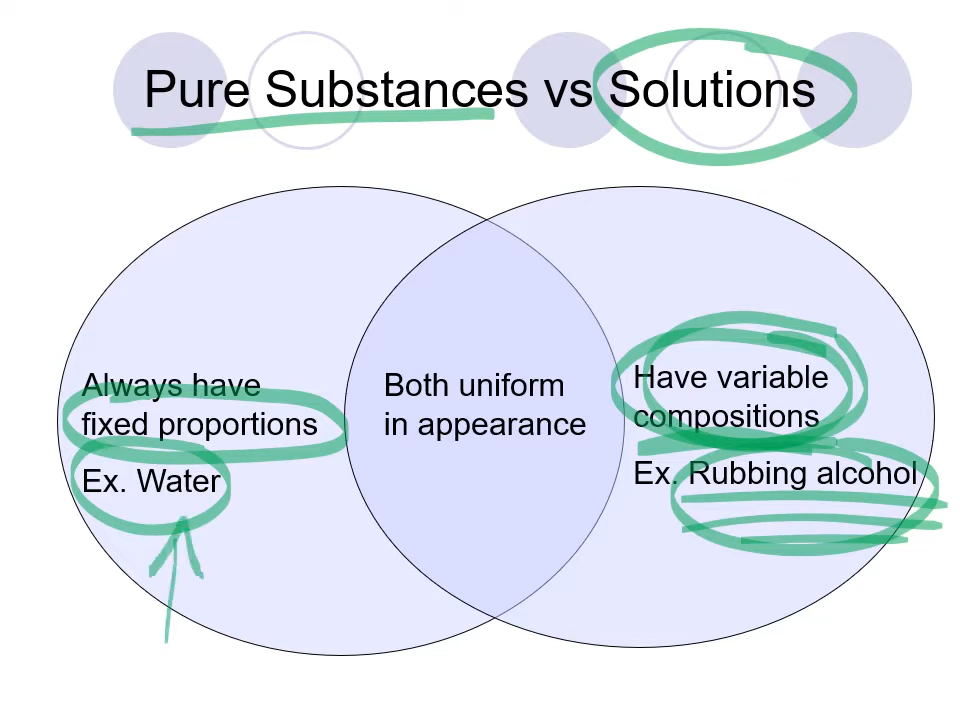 Pure Substances vs Solutions
Always have
fixed proportions
Ex. Water
Both uniform
in appearance
Have variable
compositions
Ex. Rubbing alcohol